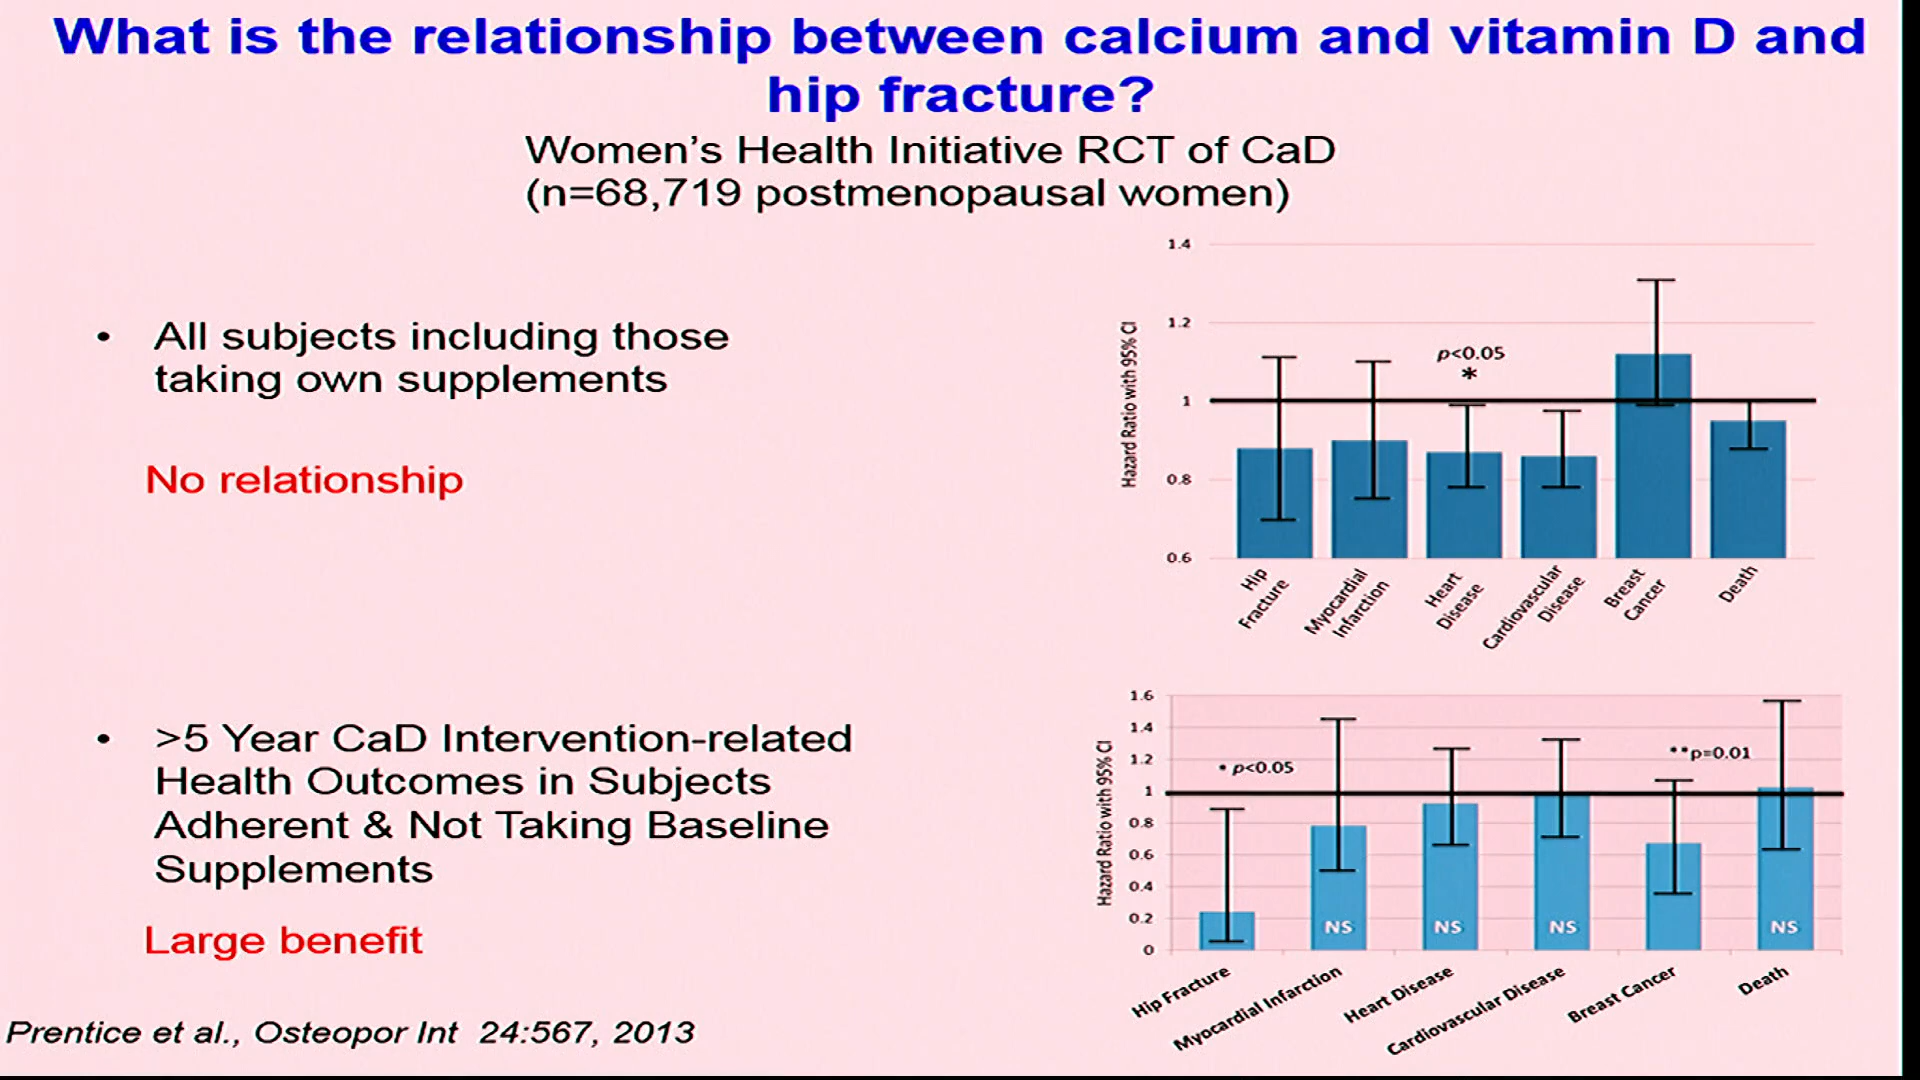 What is the relationship between calcium and vitamin D and
hip fracture?
Women's Health Initiative RCT of CaD
(n=68,719 postmenopausal women)
• All subjects including those
taking own supplements
No relationship
1.4
1.2
1
0.8
0.6
Hazard Ratio with 95% CI
p<0.05
*
Hip
Fracture
Myocardial
Infarction
Heart
Disease
Cardiovascular
Disease
Breast
Cancer
Death
• >5 Year CaD Intervention-related
Health Outcomes in Subjects
Adherent & Not Taking Baseline
Supplements
Large benefit
1.6
1.4
1.2
1
0.8
0.6
0.4
0.2
0
Hazard Ratio with 95% CI
* p<0.05
**p=0.01
NS
NS
NS
NS
Hip Fracture
Myocardial Infarction
Heart Disease
Cardiovascular Disease
Breast Cancer
Death
Prentice et al., Osteopor Int 24:567, 2013